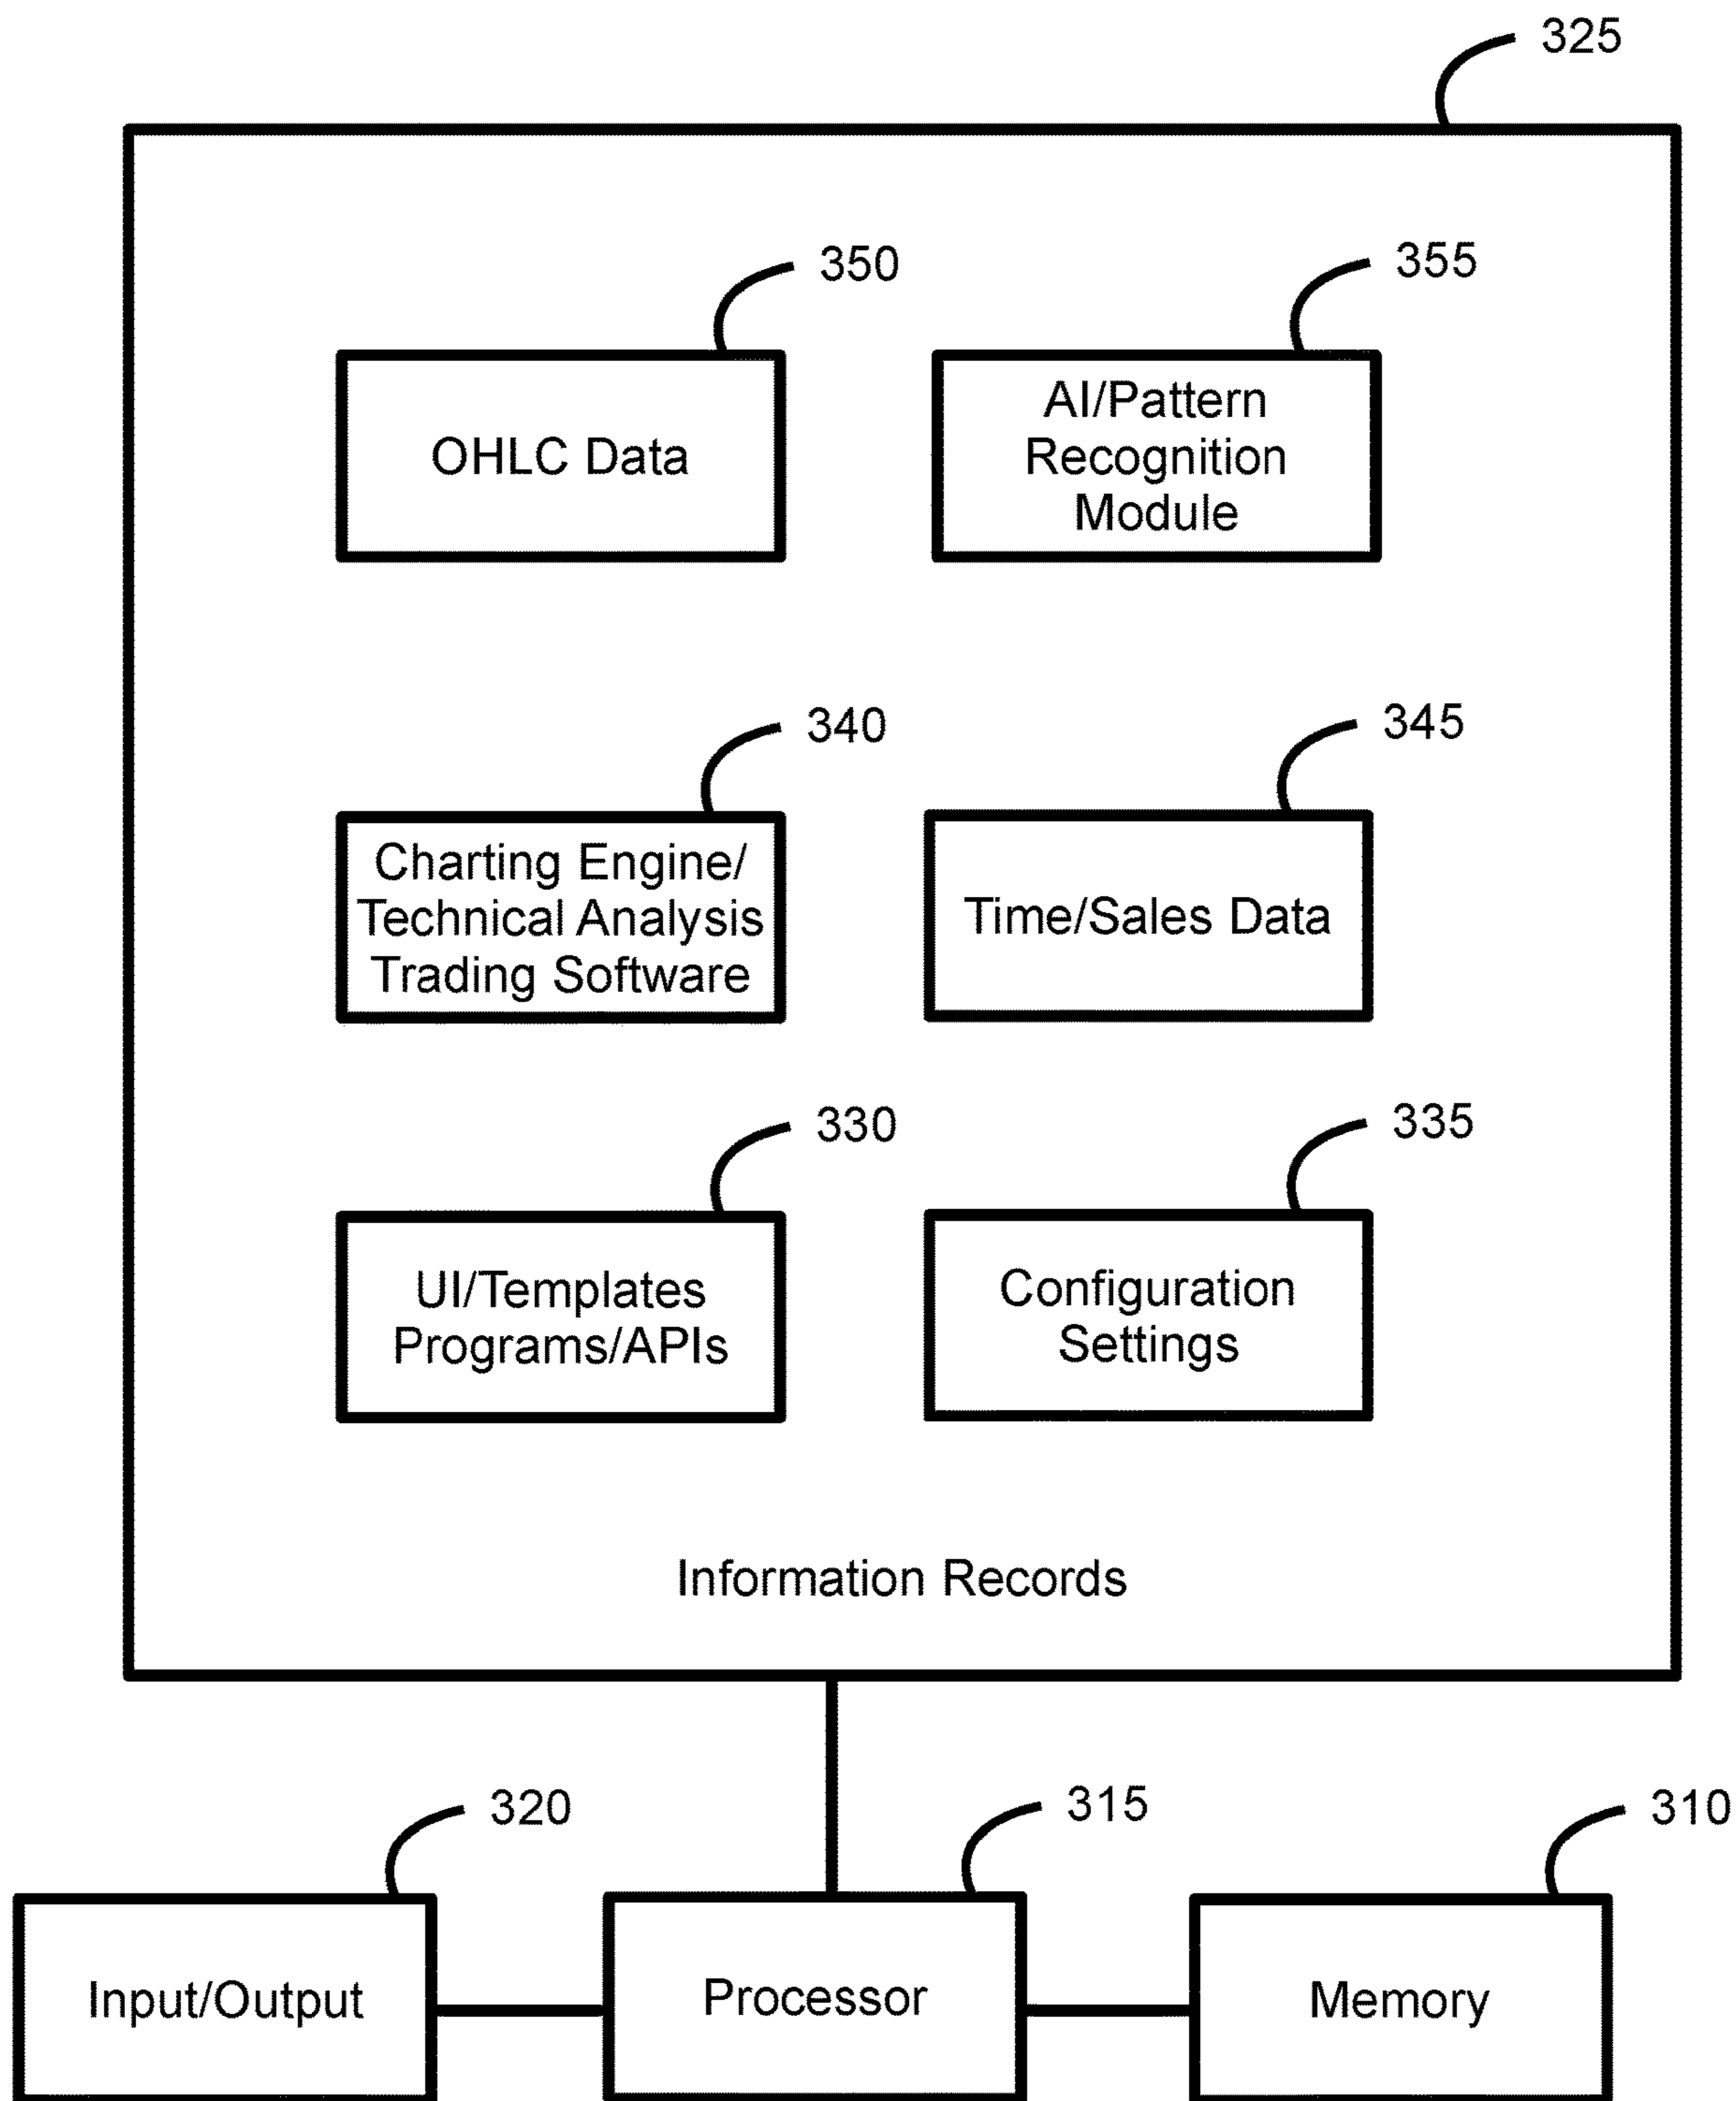 325
350
355
OHLC Data
AI/Pattern
Recognition
Module
340
345
Charting Engine/
Technical Analysis
Trading Software
Time/Sales Data
330
335
UI/Templates
Programs/APIs
Configuration
Settings
Information Records
320
315
310
Input/Output
Processor
Memory